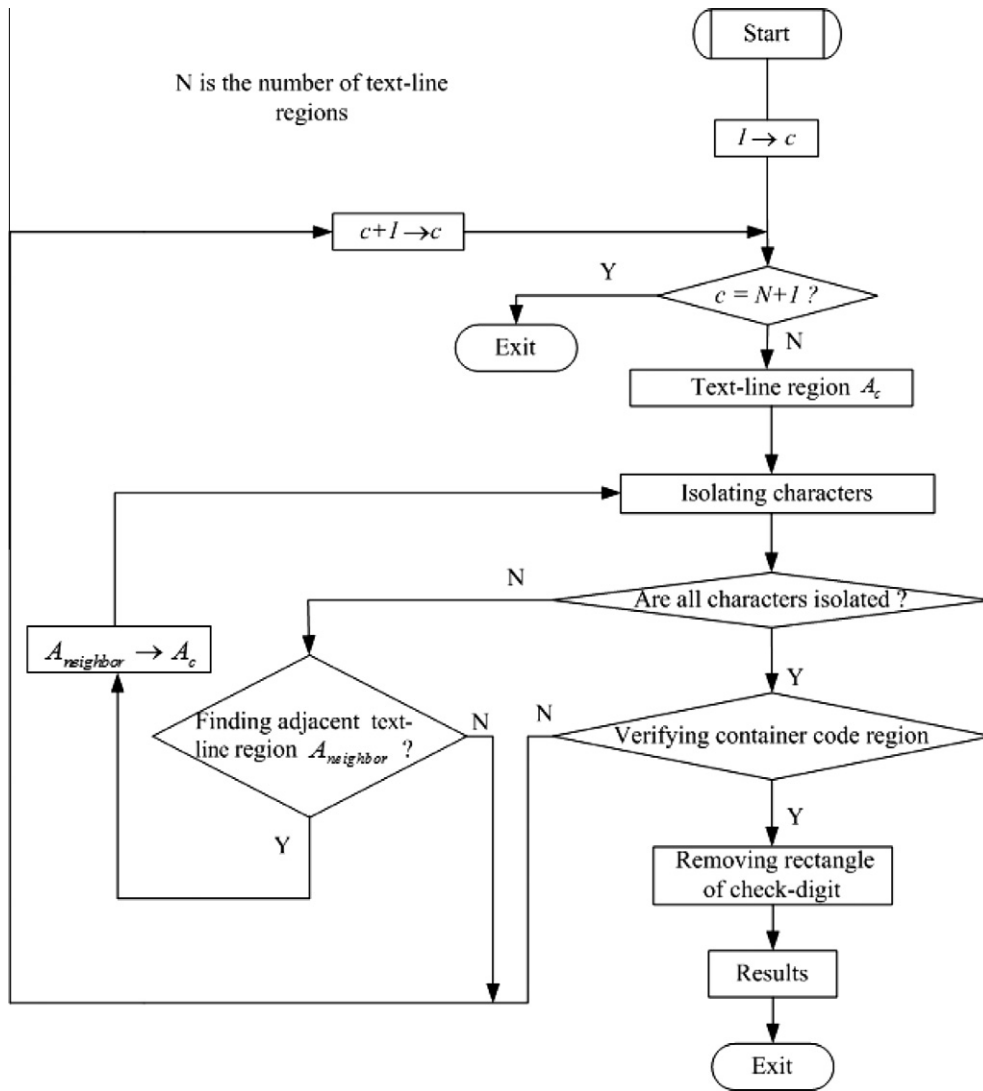 Start
N is the number of text-line
regions
I → c
c+I → c
Y
c = N+1 ?
Exit
N
Text-line region A_c
Isolating characters
N
Are all characters isolated ?
A_neighbor → A_c
Y
Finding adjacent text-
line region A_neighbor ?
N
N
Verifying container code region
Y
Y
Removing rectangle
of check-digit
Results
Exit